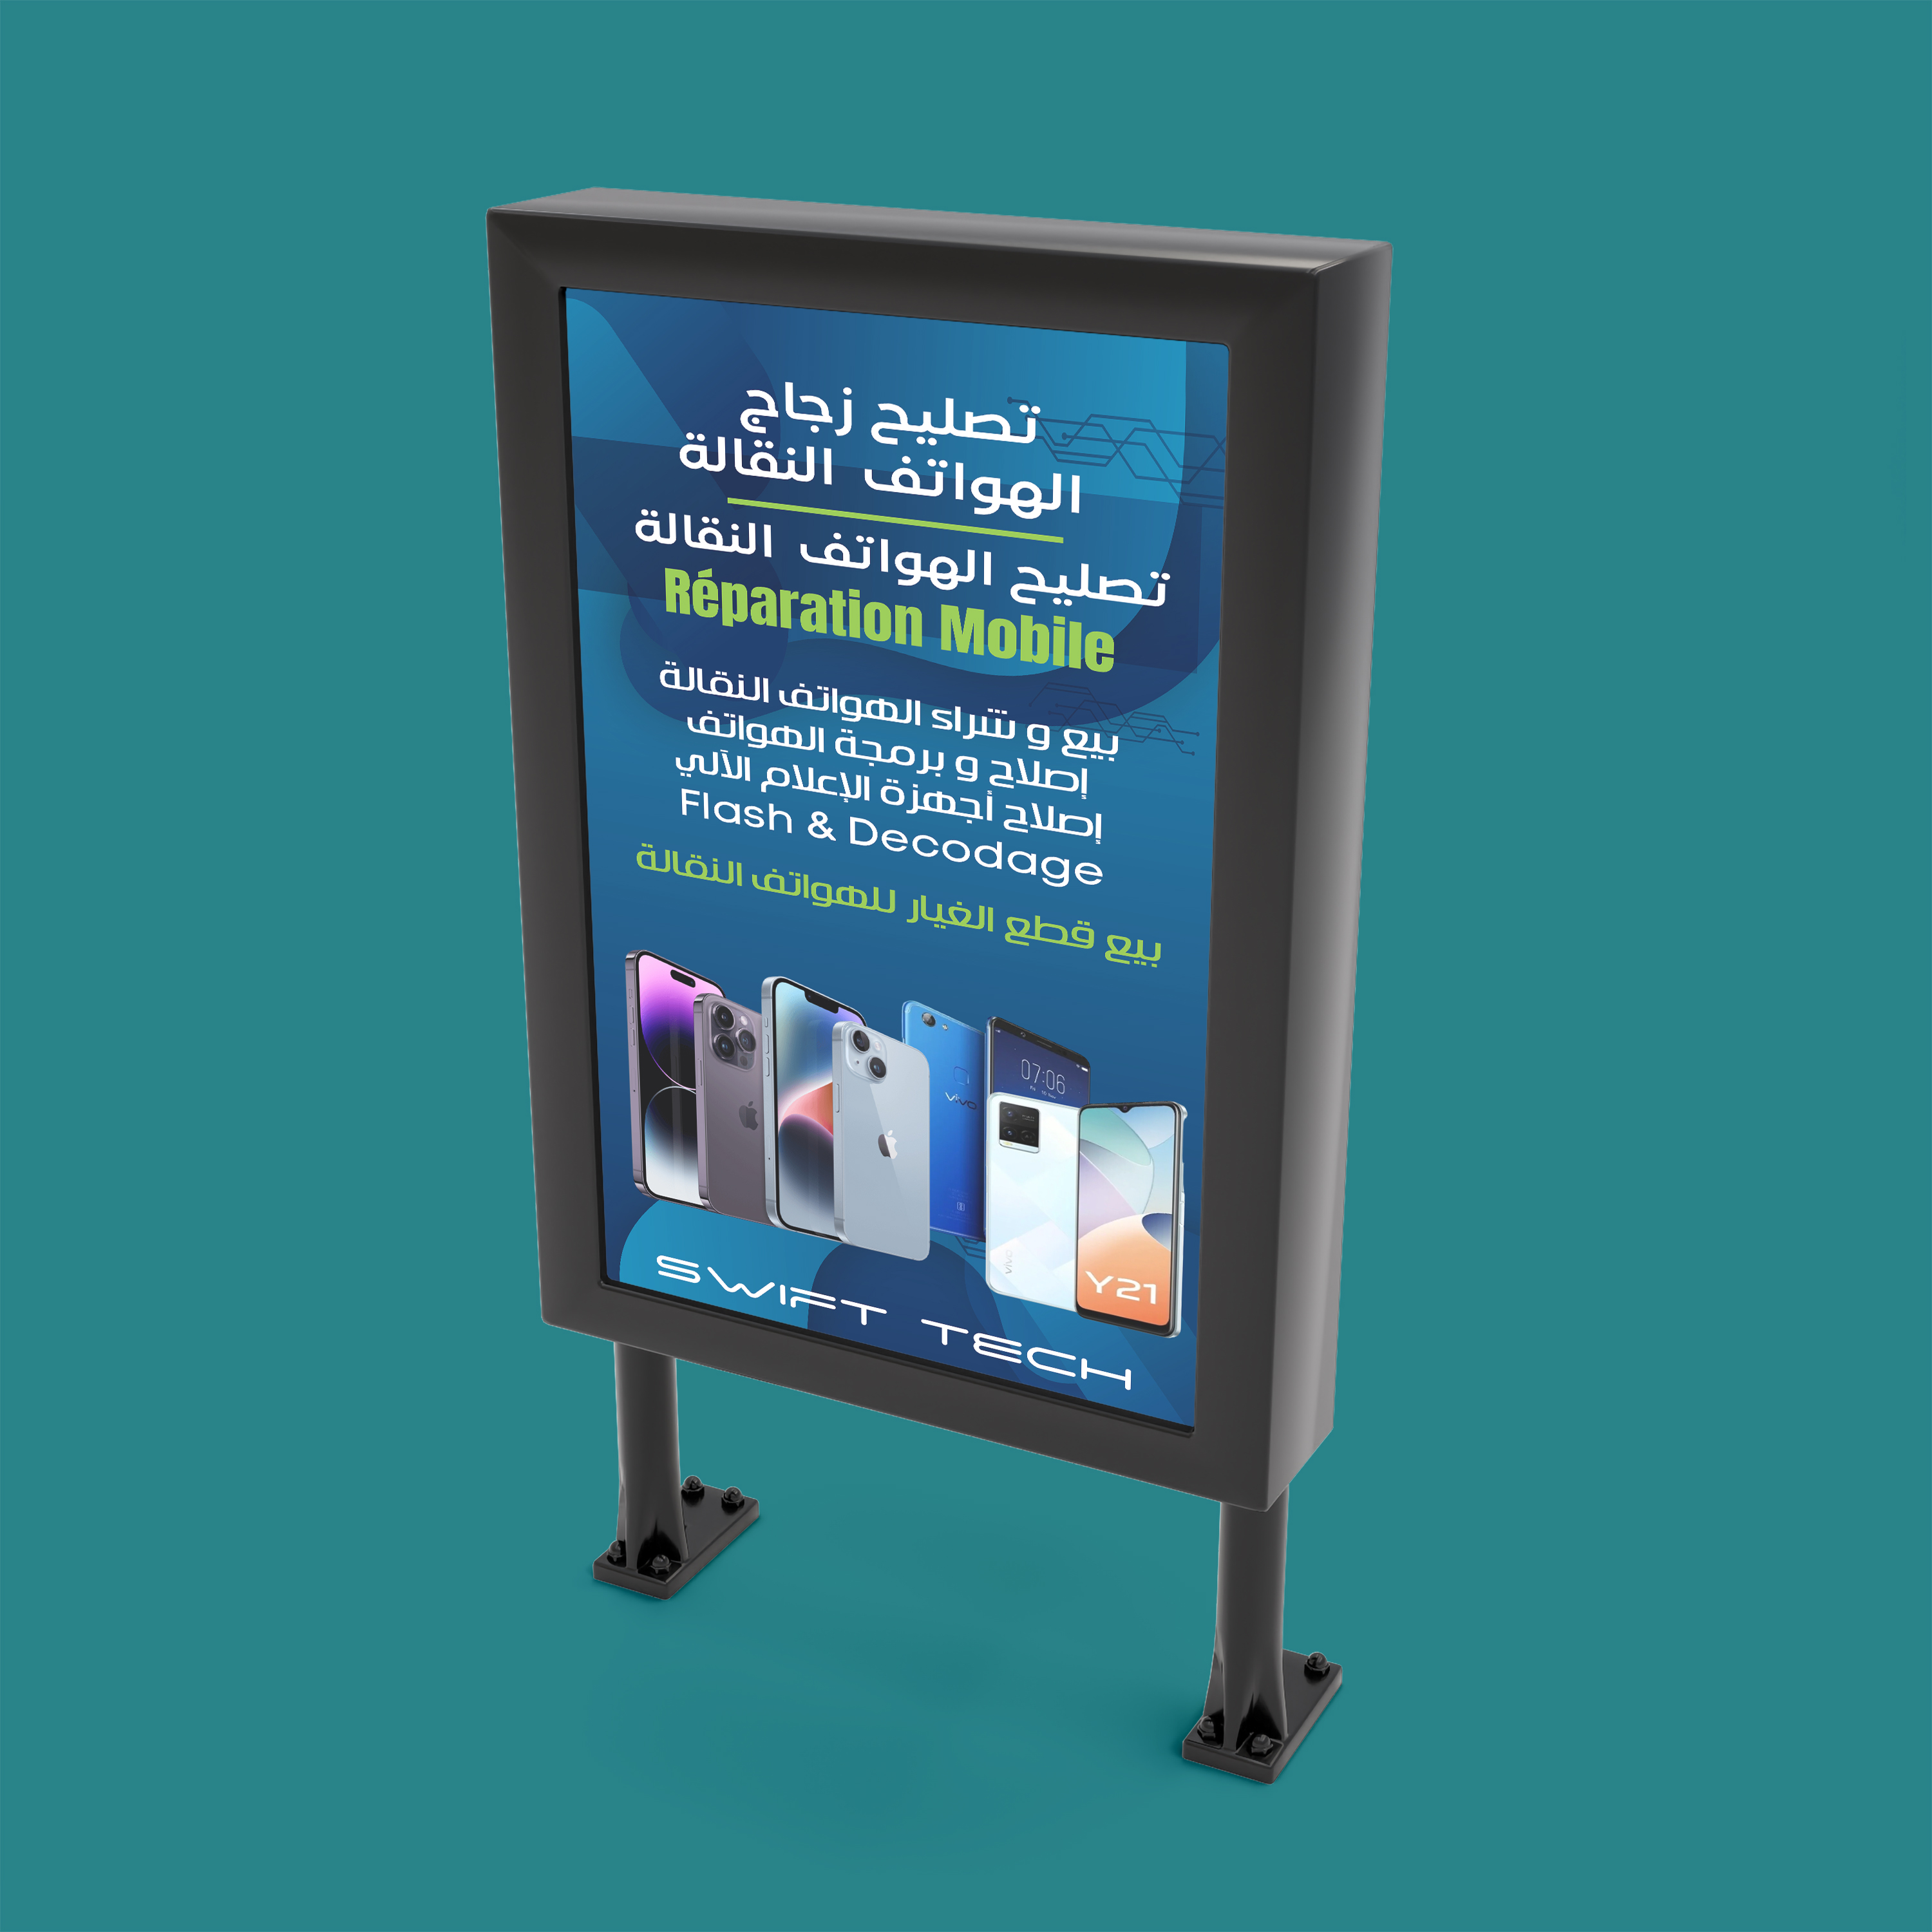 تصليح زجاج
الهواتف النقالة
تصليح الهواتف النقالة
Réparation Mobile
بيع و شراء الهواتف النقالة
إصلاح و برمجة الهواتف
إصلاح أجهزة الإعلام الآلي
Flash & Decodage
بيع قطع الغيار للهواتف النقالة
07:06
vivo
vivo
Y21
SWIFT TECH